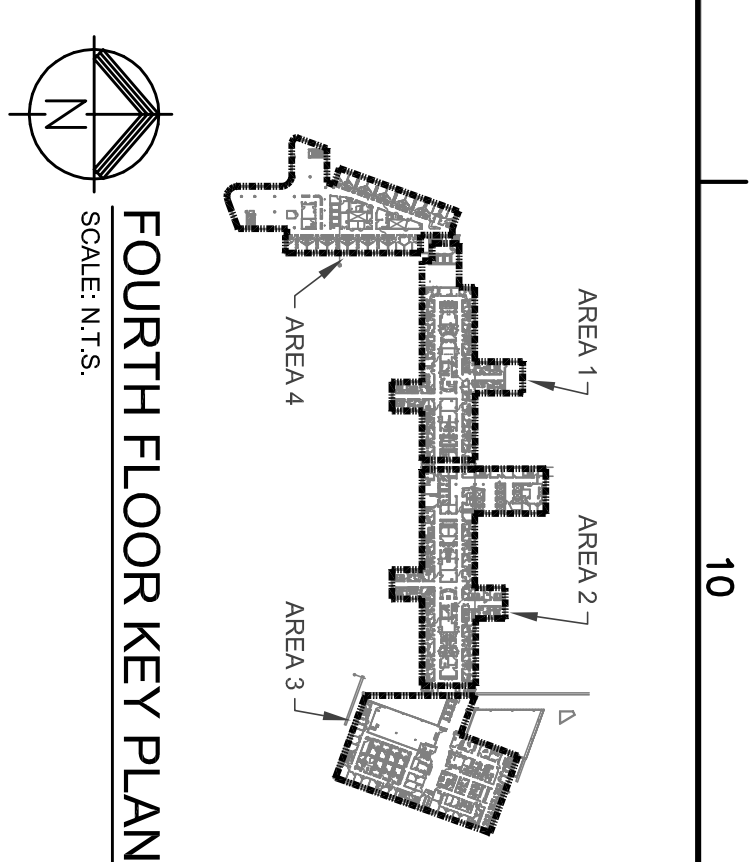 10
AREA 1
AREA 2
AREA 4
AREA 3
FOURTH FLOOR KEY PLAN
SCALE: N.T.S.
N